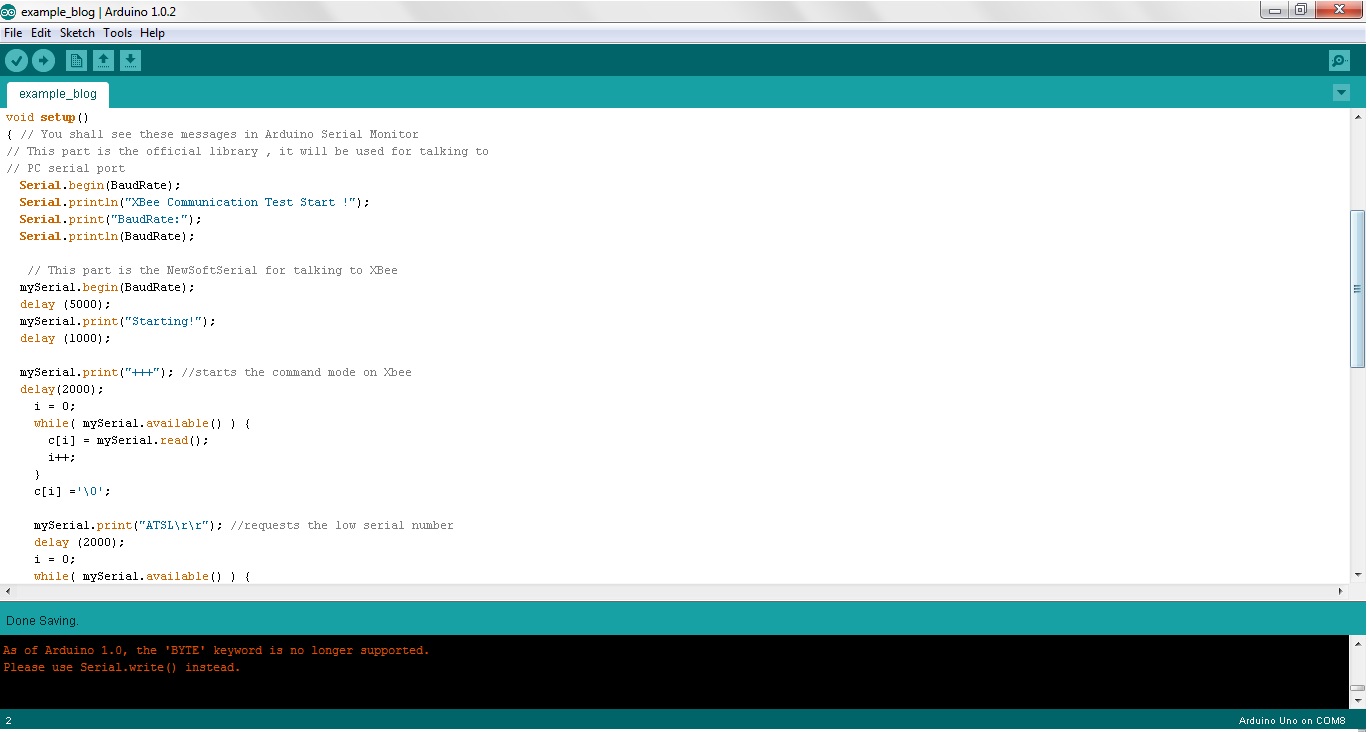 example_blog | Arduino 1.0.2
File Edit Sketch Tools Help
example_blog
void setup()
{ // You shall see these messages in Arduino Serial Monitor
// This part is the official library , it will be used for talking to
// PC serial port
  Serial.begin(BaudRate);
  Serial.println("XBee Communication Test Start !");
  Serial.print("BaudRate:");
  Serial.println(BaudRate);
   // This part is the NewSoftSerial for talking to XBee
  mySerial.begin(BaudRate);
  delay (5000);
  mySerial.print("Starting!");
  delay (1000);
  mySerial.print("+++"); //starts the command mode on Xbee
  delay(2000);
    i = 0;
    while( mySerial.available() ) {
      c[i] = mySerial.read();
      i++;
    }
    c[i] ='\0';
    mySerial.print("ATSL\r\r"); //requests the low serial number
    delay (2000);
    i = 0;
    while( mySerial.available() ) {
Done Saving.
As of Arduino 1.0, the 'BYTE' keyword is no longer supported.
Please use Serial.write() instead.
2
Arduino Uno on COM8